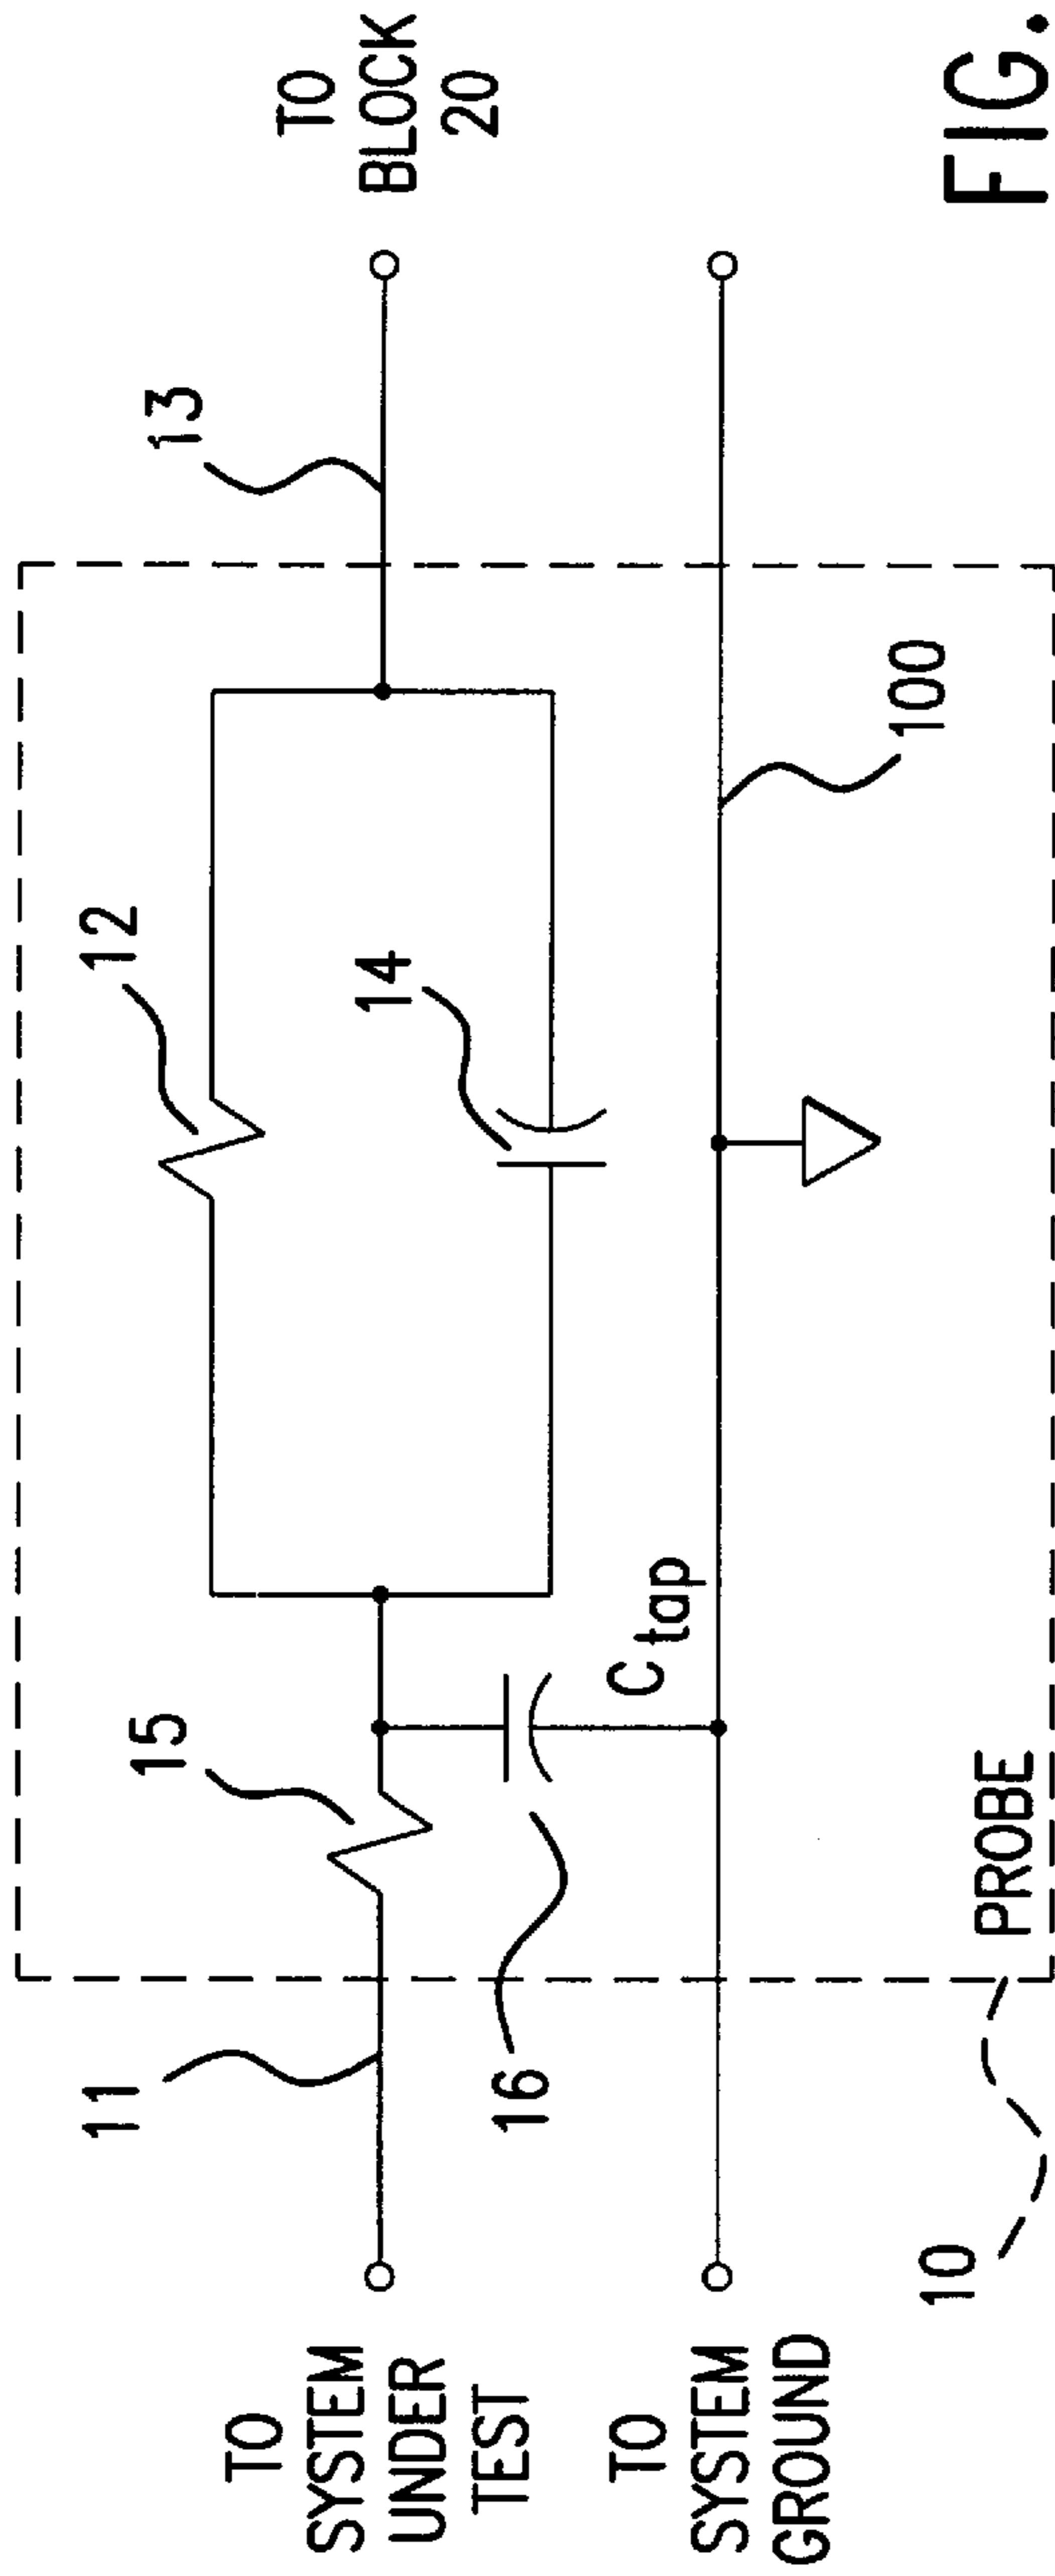 TO
SYSTEM
UNDER
TEST
TO
SYSTEM
GROUND
11
15
16
C tap
12
14
13
100
TO
BLOCK
20
10
PROBE
FIG.